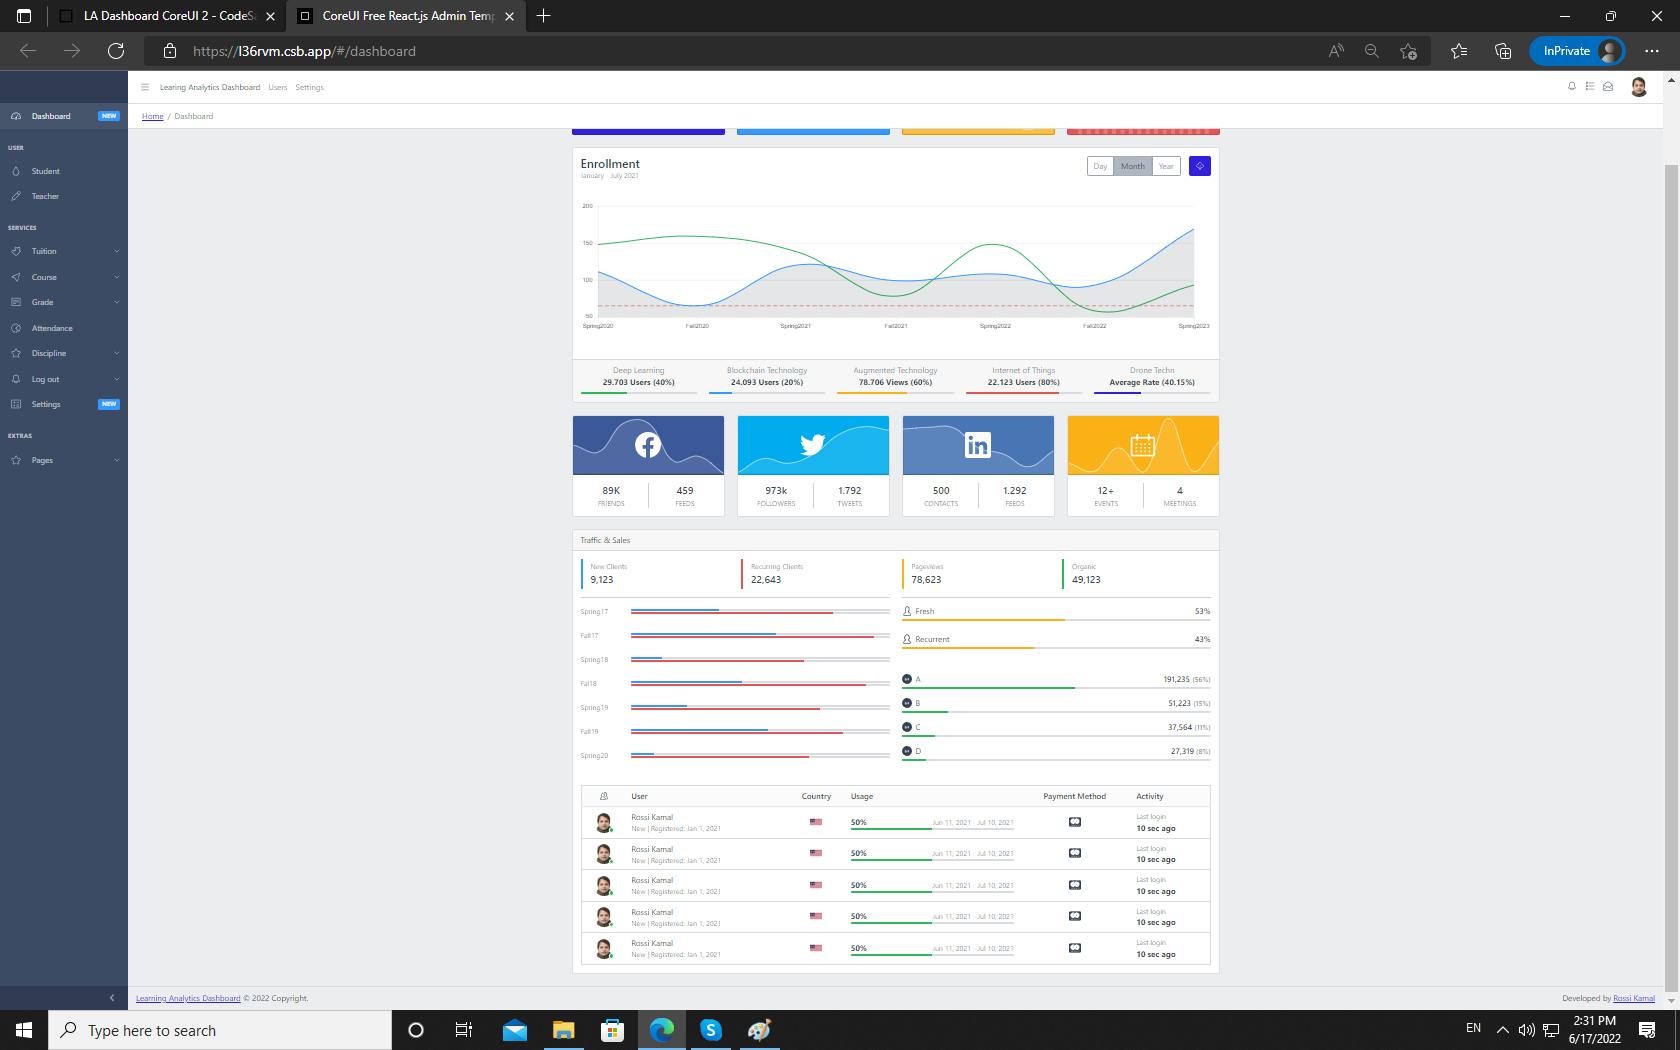 LA Dashboard CoreUI 2 - CodeSa
CoreUI Free React.js Admin Temp
https://l36rvm.csb.app/#/dashboard
InPrivate
Learing Analytics Dashboard Users Settings
Home / Dashboard
Dashboard NEW
USER
Student
Teacher
SERVICES
Tuition
Course
Grade
Attendance
Discipline
Log out
Settings NEW
EXTRAS
Pages
Enrollment
January - July 2021
Day Month Year
200
150
100
50
Spring2020 Fall2020 Spring2021 Fall2021 Spring2022 Fall2022 Spring2023
Deep Learning Blockchain Technology Augmented Technology Internet of Things Drone Techn
29.703 Users (40%) 24.093 Users (20%) 78.706 Views (60%) 22.123 Users (80%) Average Rate (40.15%)
in
89K 459 973k 1.792 500 1.292 12+ 4
FRIENDS FEEDS FOLLOWERS TWEETS CONTACTS FEEDS EVENTS MEETINGS
Traffic & Sales
New Clients Recurring Clients Pageviews Organic
9,123 22,643 78,623 49,123
Spring17
Fall17
Spring18
Fal18
Spring19
Fall19
Spring20
Fresh 53%
Recurrent 43%
A 191,235 (56%)
B 51,223 (15%)
C 37,564 (11%)
D 27,319 (8%)
User Country Usage Payment Method Activity
Rossi Kamal Last login
New | Registered: Jan 1, 2021 50% Jun 11, 2021 - Jul 10, 2021 10 sec ago
Rossi Kamal Last login
New | Registered: Jan 1, 2021 50% Jun 11, 2021 - Jul 10, 2021 10 sec ago
Rossi Kamal Last login
New | Registered: Jan 1, 2021 50% Jun 11, 2021 - Jul 10, 2021 10 sec ago
Rossi Kamal Last login
New | Registered: Jan 1, 2021 50% Jun 11, 2021 - Jul 10, 2021 10 sec ago
Rossi Kamal Last login
New | Registered: Jan 1, 2021 50% Jun 11, 2021 - Jul 10, 2021 10 sec ago
Learning Analytics Dashboard © 2022 Copyright.
Developed by Rossi Kamal
Type here to search
EN
2:31 PM
6/17/2022